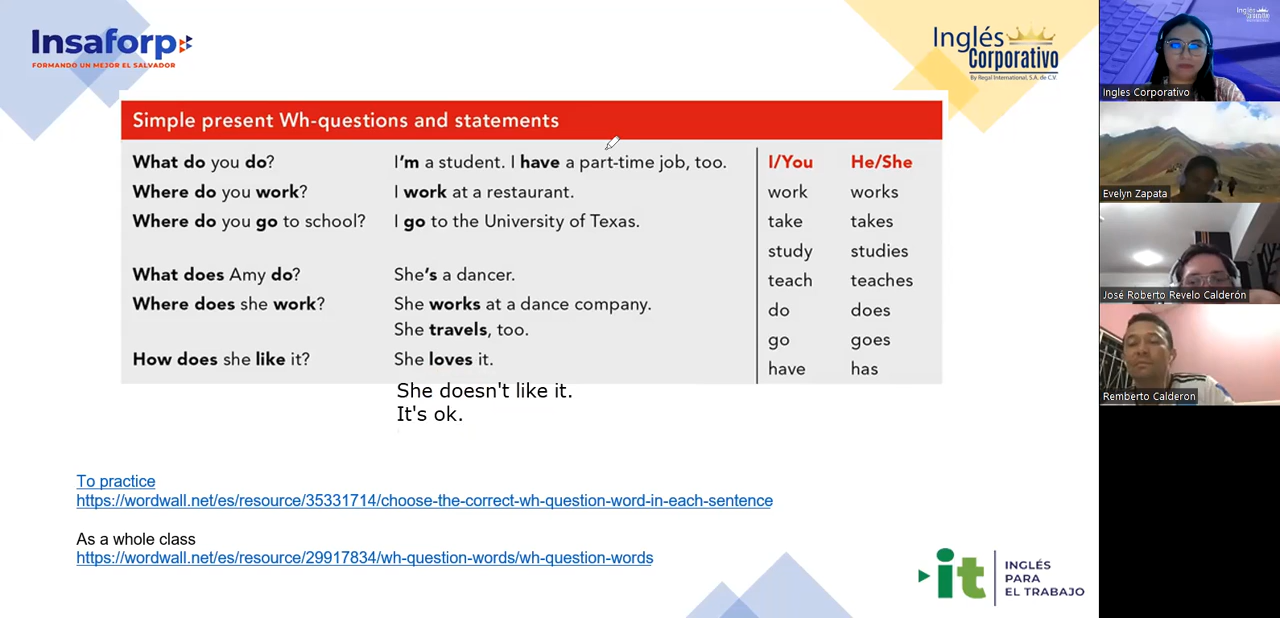 Insaforp
FORMANDO UN MEJOR EL SALVADOR
Inglés
Corporativo
By Regal International, S.A. de C.V.
Simple present Wh-questions and statements
What do you do? I'm a student. I have a part-time job, too.
Where do you work? I work at a restaurant.
Where do you go to school? I go to the University of Texas.
What does Amy do? She's a dancer.
Where does she work? She works at a dance company.
She travels, too.
How does she like it? She loves it.
I/You He/She
work works
take takes
study studies
teach teaches
do does
go goes
have has
She doesn't like it.
It's ok.
To practice
https://wordwall.net/es/resource/35331714/choose-the-correct-wh-question-word-in-each-sentence
As a whole class
https://wordwall.net/es/resource/29917834/wh-question-words/wh-question-words
it
INGLÉS
PARA
EL TRABAJO
Inglés
Ingles Corporativo
Evelyn Zapata
José Roberto Revelo Calderón
Remberto Calderon